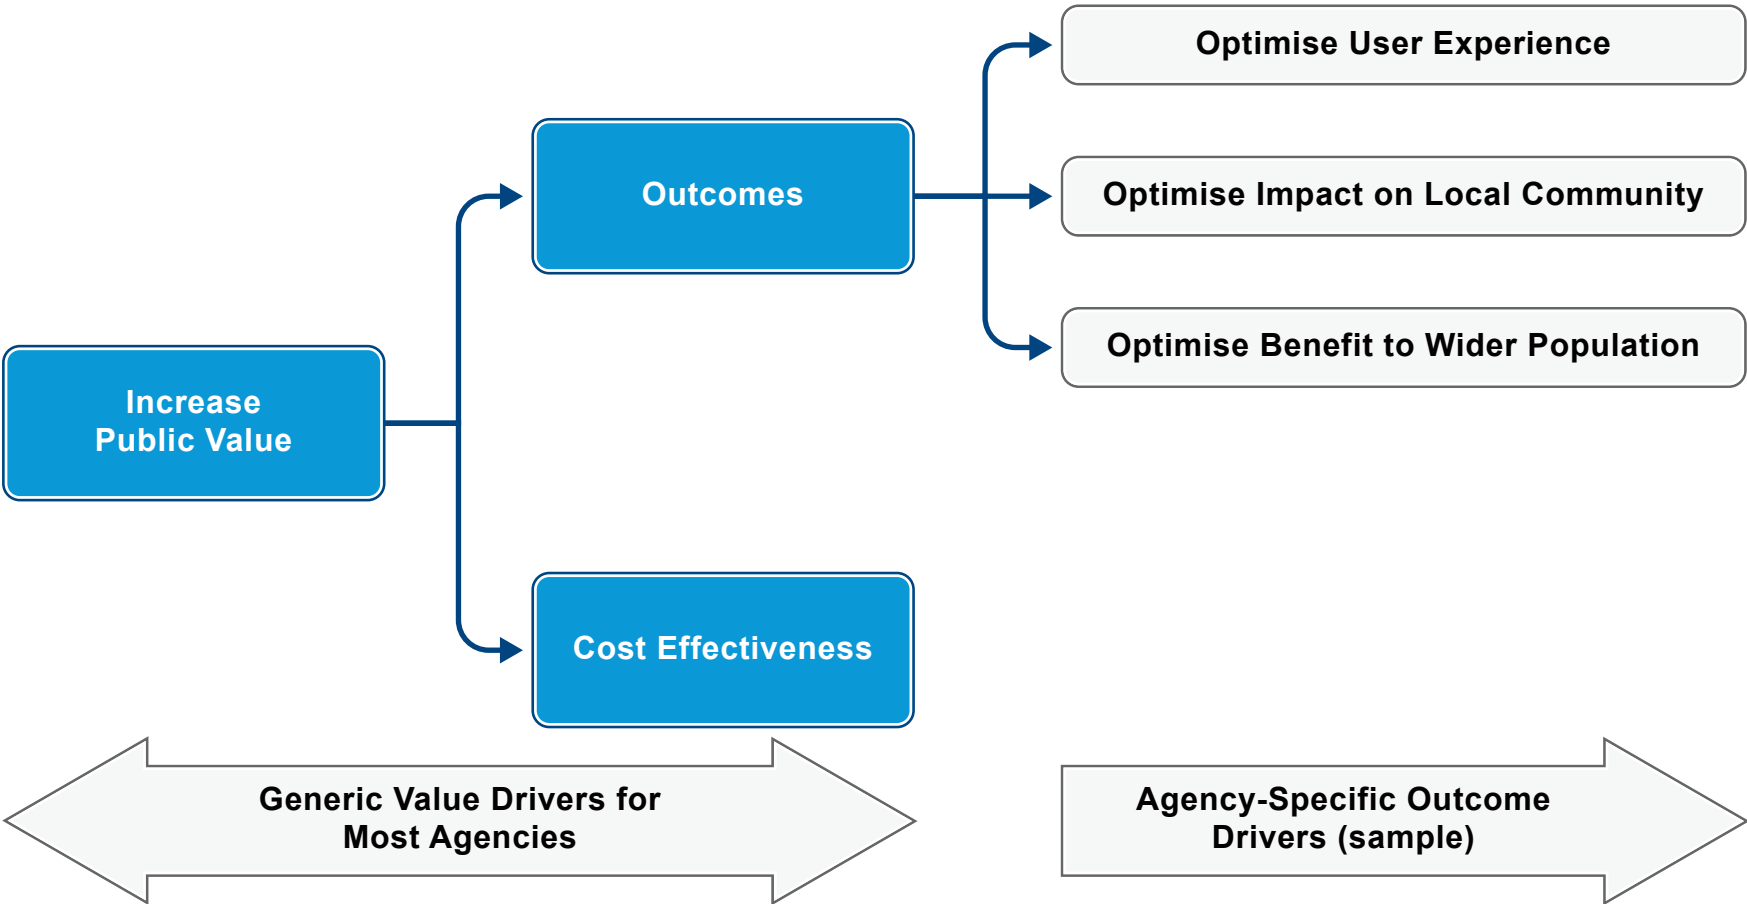 Optimise User Experience
Outcomes
Optimise Impact on Local Community
Optimise Benefit to Wider Population
Increase
Public Value
Cost Effectiveness
Generic Value Drivers for
Most Agencies
Agency-Specific Outcome
Drivers (sample)